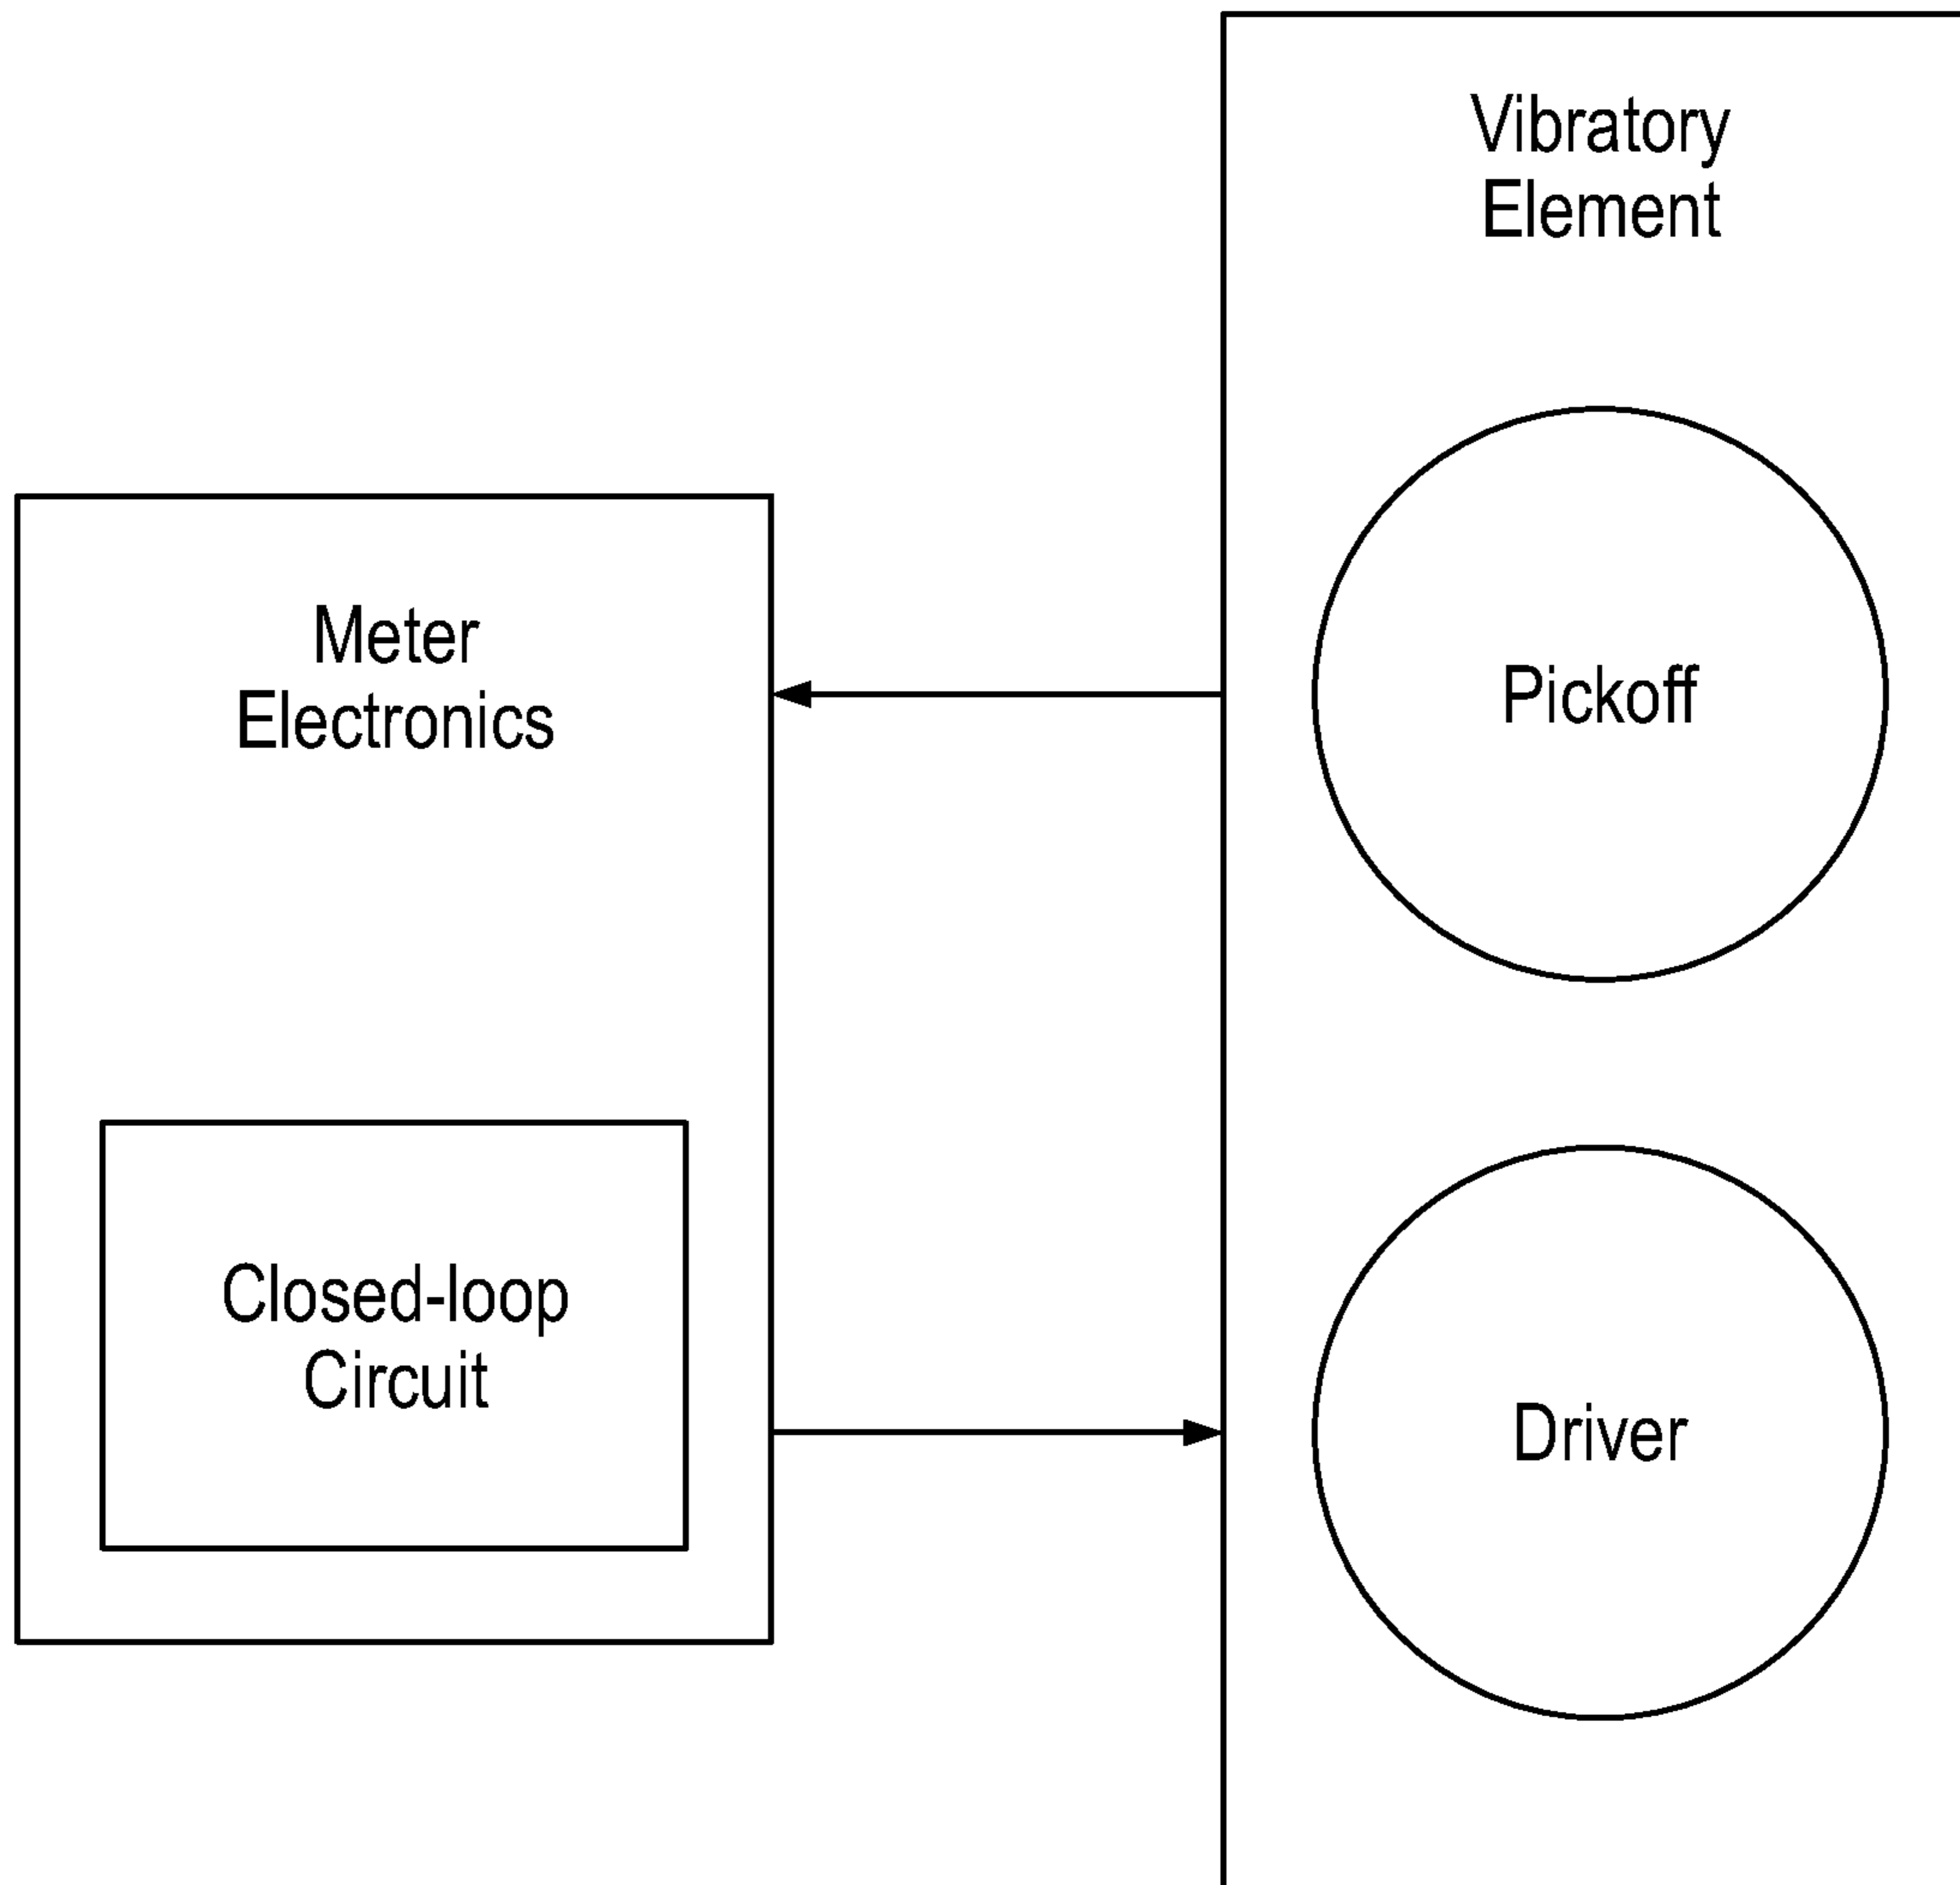 Vibratory
Element
Meter
Electronics
Pickoff
Closed-loop
Circuit
Driver